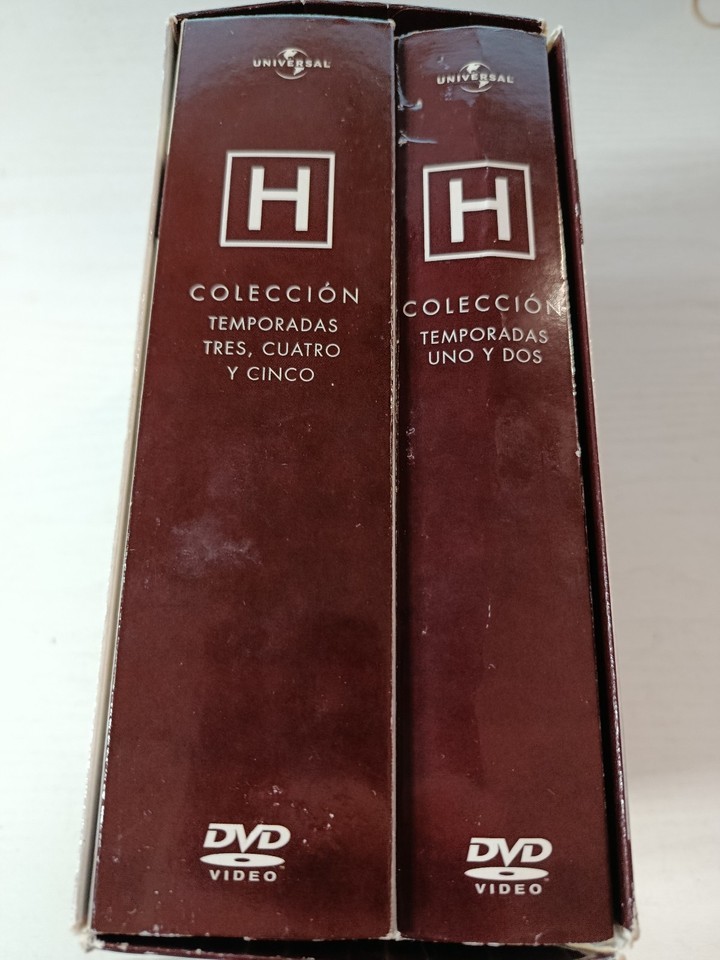 UNIVERSAL
H
COLECCIÓN
TEMPORADAS
TRES, CUATRO
Y CINCO
DVD
VIDEO
UNIVERSAL
H
COLECCIÓN
TEMPORADAS
UNO Y DOS
DVD
VIDEO